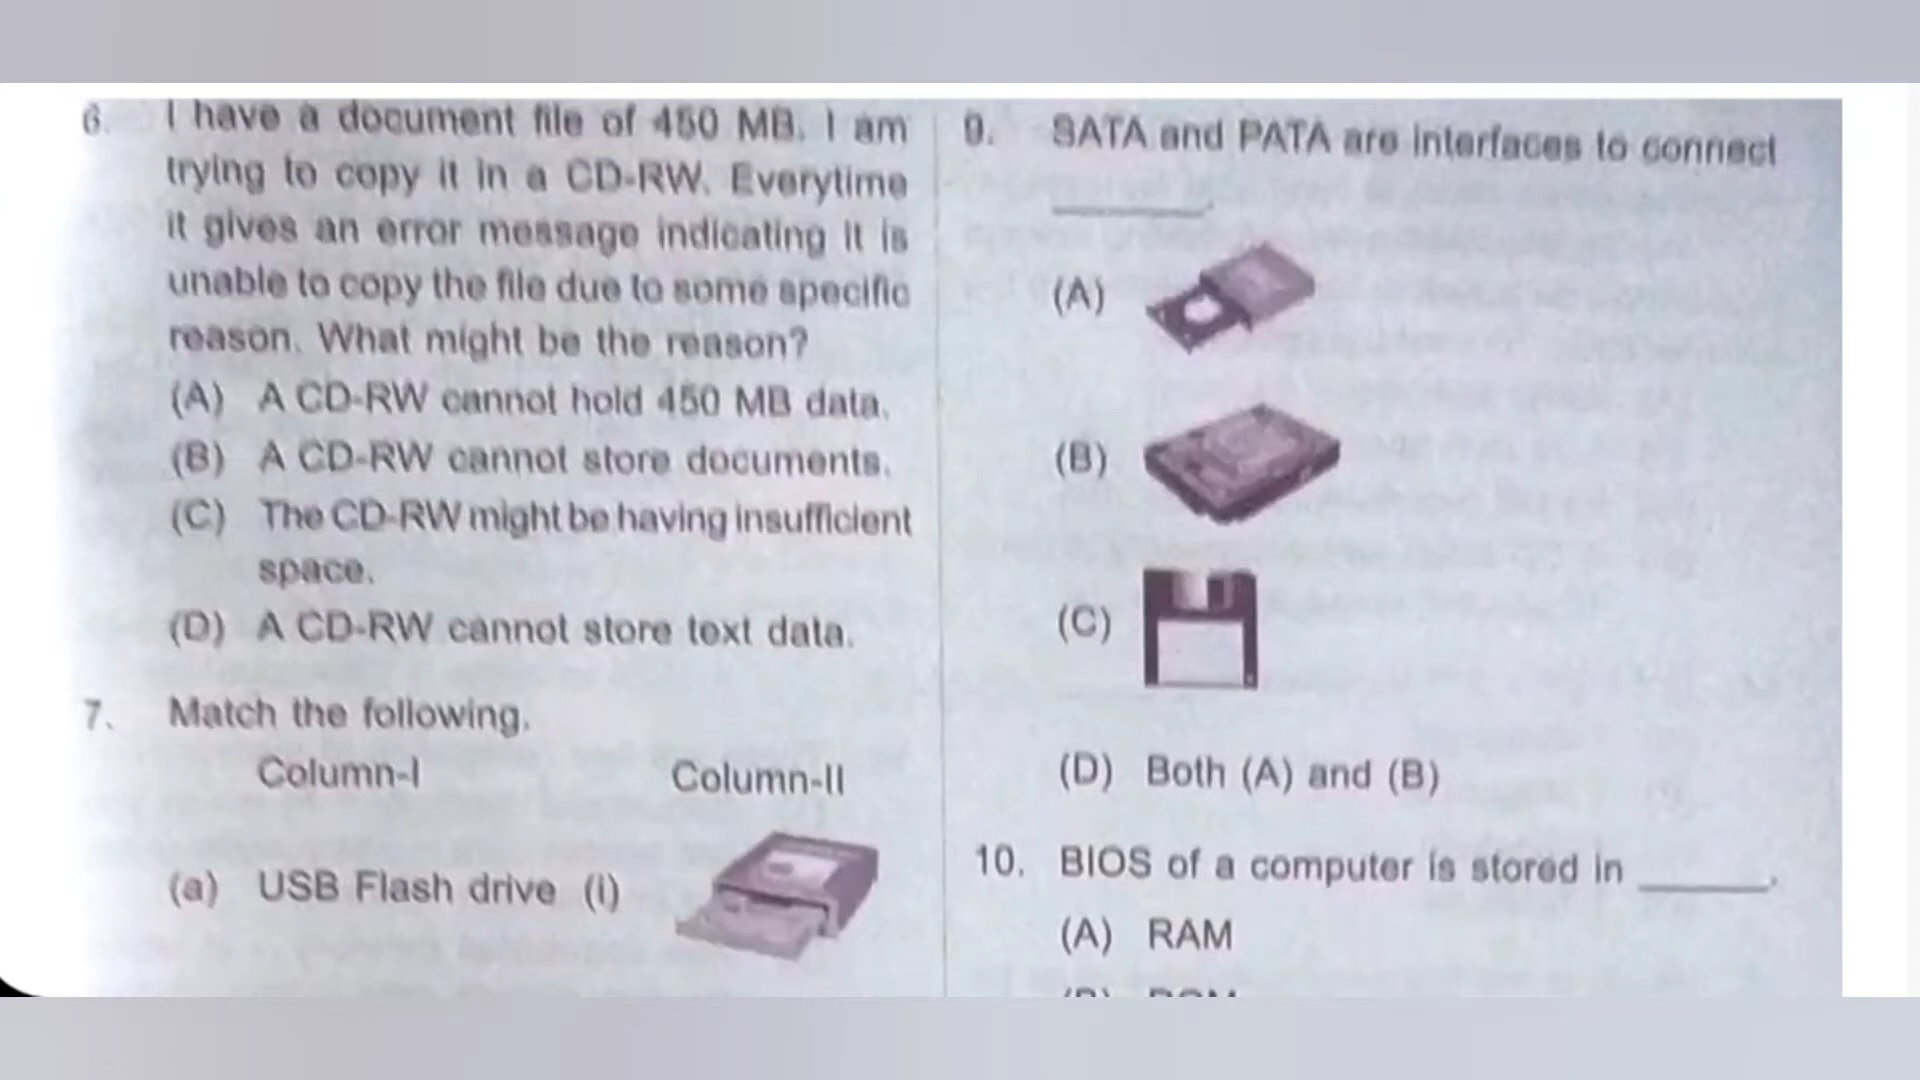 6. I have a document file of 450 MB. I am
trying to copy it in a CD-RW. Everytime
it gives an error message indicating it is
unable to copy the file due to some specific
reason. What might be the reason?
(A) A CD-RW cannot hold 450 MB data.
(B) A CD-RW cannot store documents.
(C) The CD-RW might be having insufficient
space.
(D) A CD-RW cannot store text data.
7. Match the following.
Column-I Column-II
(a) USB Flash drive (i)
9. SATA and PATA are interfaces to connect
______.
(A)
(B)
(C)
(D) Both (A) and (B)
10. BIOS of a computer is stored in ______.
(A) RAM
(B) ROM